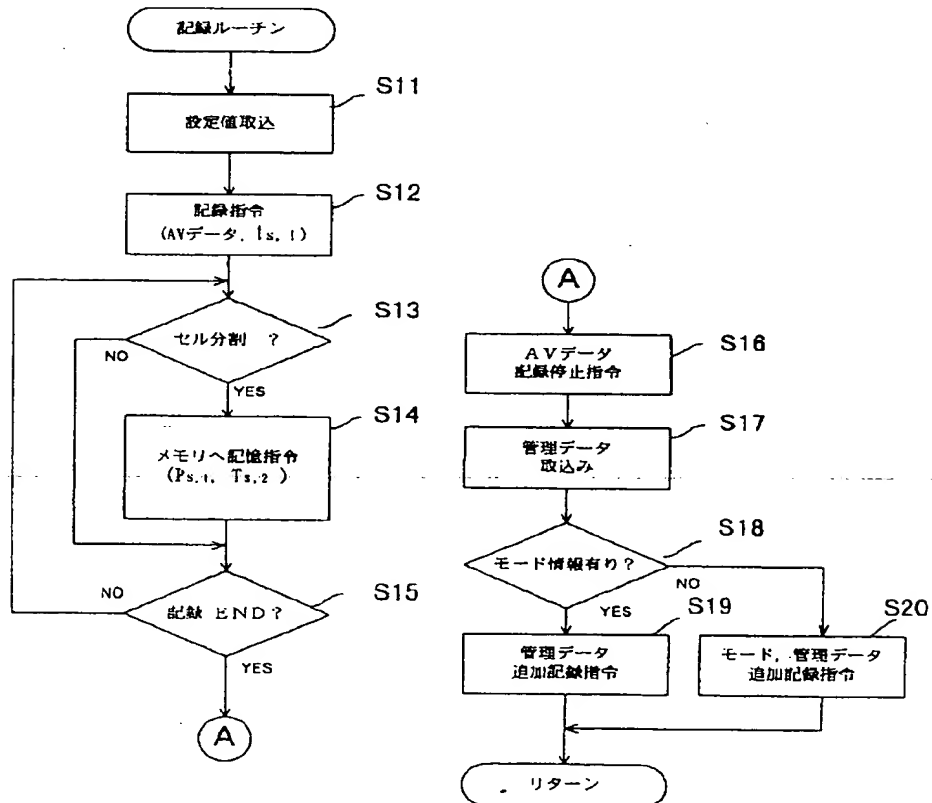 記録ルーチン
S11
設定値取込
S12
記録指令
(AVデータ, Is,1)
S13
セル分割 ?
NO
YES
S14
メモリへ記憶指令
(Ps,1, Ts,2)
NO
記録 END?
S15
YES
A
A
S16
AVデータ
記録停止指令
S17
管理データ
取込み
S18
モード情報有り?
NO
YES
S19
S20
管理データ
追加記録指令
モード, 管理データ
追加記録指令
リターン